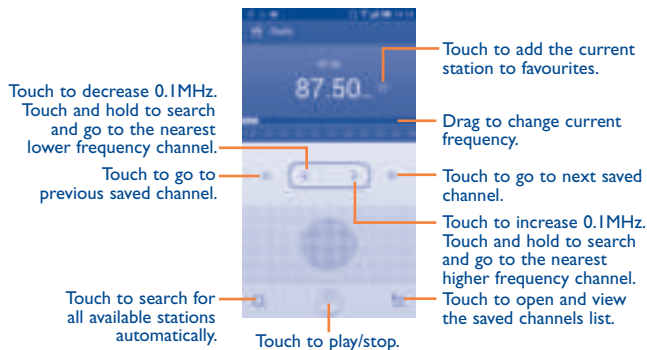 Radio
87.50
Touch to add the current
station to favourites.
Touch to decrease 0.1MHz.
Touch and hold to search
and go to the nearest
lower frequency channel.
Drag to change current
frequency.
Touch to go to
previous saved channel.
Touch to go to next saved
channel.
Touch to increase 0.1MHz.
Touch and hold to search
and go to the nearest
higher frequency channel.
Touch to search for
all available stations
automatically.
Touch to open and view
the saved channels list.
Touch to play/stop.